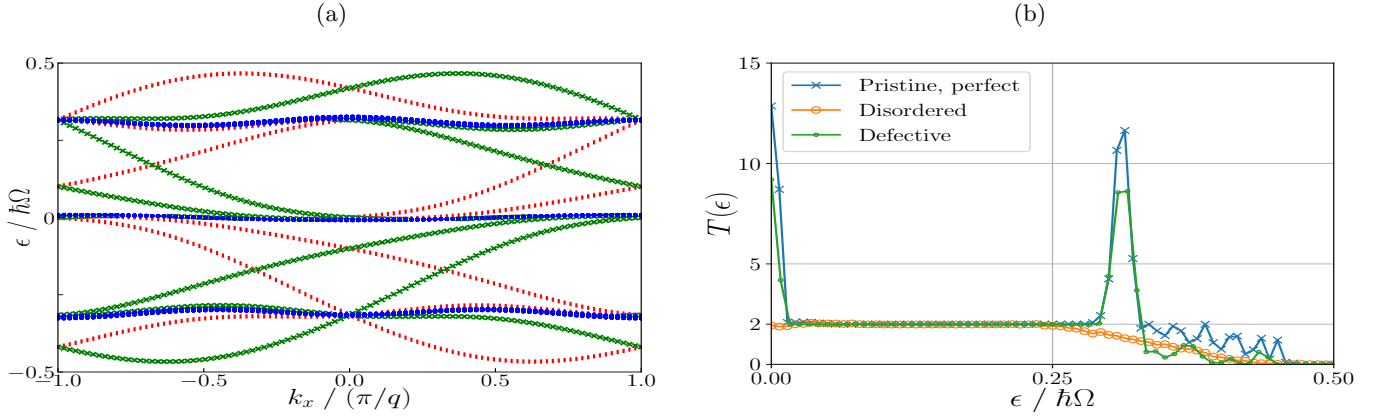 (a)
(b)
ϵ / ħΩ
0.5
0
−0.5
−1.0
−0.5
0.0
0.5
1.0
k_x / (π/q)
T(ϵ)
15
10
5
2
0
Pristine, perfect
Disordered
Defective
0.00
0.25
0.50
ϵ / ħΩ